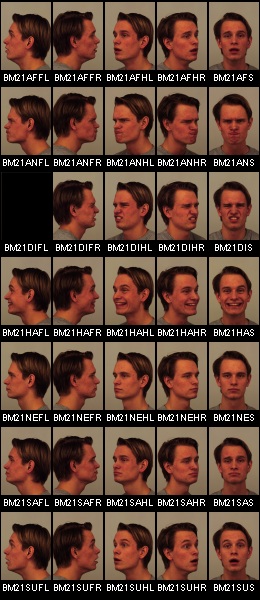 BM21AFFL BM21AFFR BM21AFHL BM21AFHR BM21AFS
BM21ANFL BM21ANFR BM21ANHL BM21ANHR BM21ANS
BM21DIFL BM21DIFR BM21DIHL BM21DIHR BM21DIS
BM21HAFL BM21HAFR BM21HAHL BM21HAHR BM21HAS
BM21NEFL BM21NEFR BM21NEHL BM21NEHR BM21NES
BM21SAFL BM21SAFR BM21SAHL BM21SAHR BM21SAS
BM21SUFL BM21SUFR BM21SUHL BM21SUHR BM21SUS